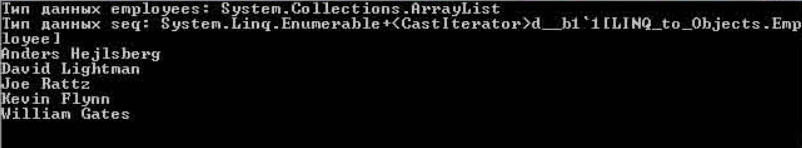 Тип данных employees: System.Collections.ArrayList
Тип данных seq: System.Linq.Enumerable+<CastIterator>d__b1`1[LINQ_to_Objects.Emp
loyee]
Anders Hejlsberg
David Lightman
Joe Rattz
Kevin Flynn
William Gates